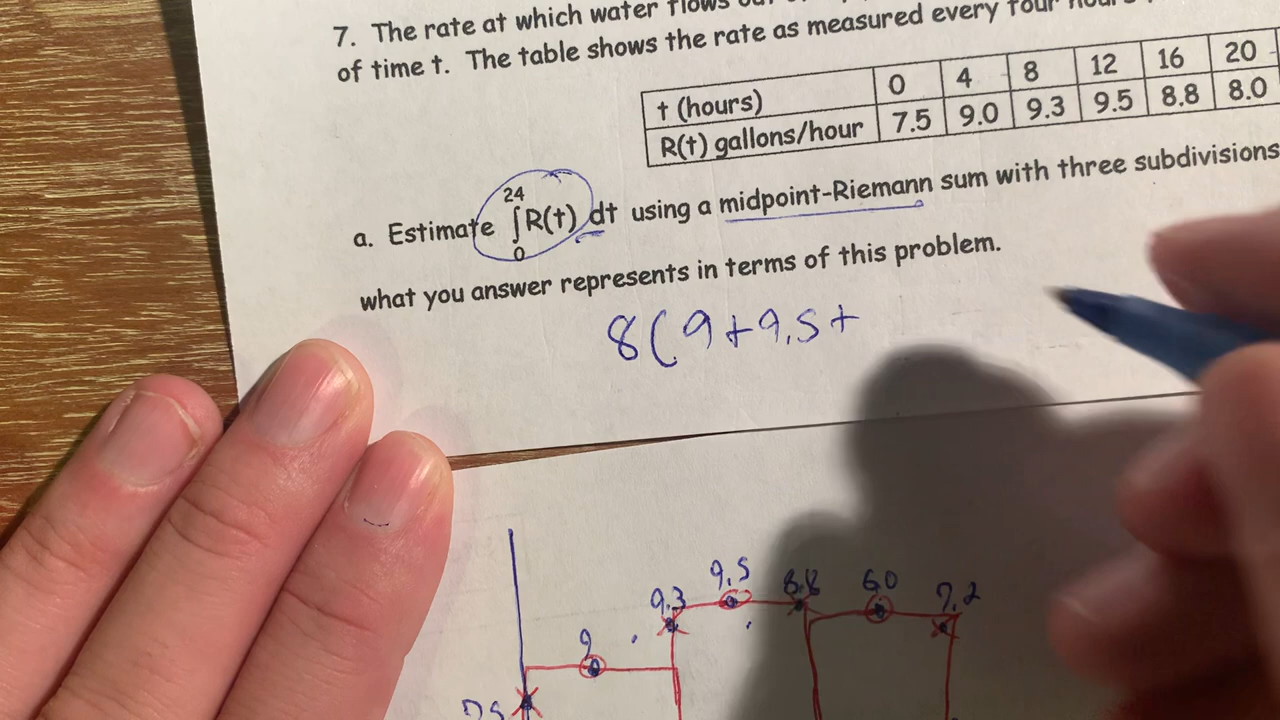 7. The rate at which water flows out
of time t. The table shows the rate as measured every four hours
t (hours) 0 4 8 12 16 20
R(t) gallons/hour 7.5 9.0 9.3 9.5 8.8 8.0
24
a. Estimate ∫R(t) dt using a midpoint-Riemann sum with three subdivisions
0
what you answer represents in terms of this problem.
8(9+9.5+
9.5 8.8 7.2
9.3
9